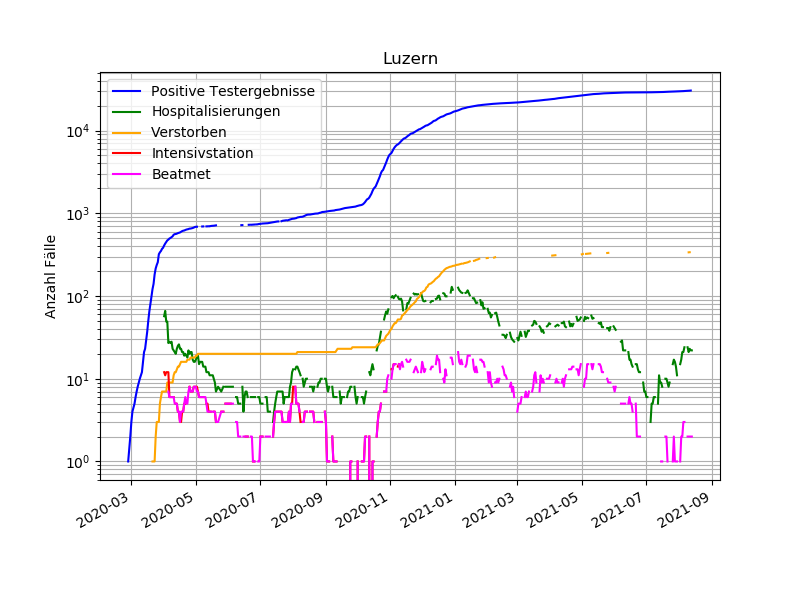 Luzern
Positive Testergebnisse
Hospitalisierungen
Verstorben
Intensivstation
Beatmet
Anzahl Fälle
10^4
10^3
10^2
10^1
10^0
2020-03
2020-05
2020-07
2020-09
2020-11
2021-01
2021-03
2021-05
2021-07
2021-09